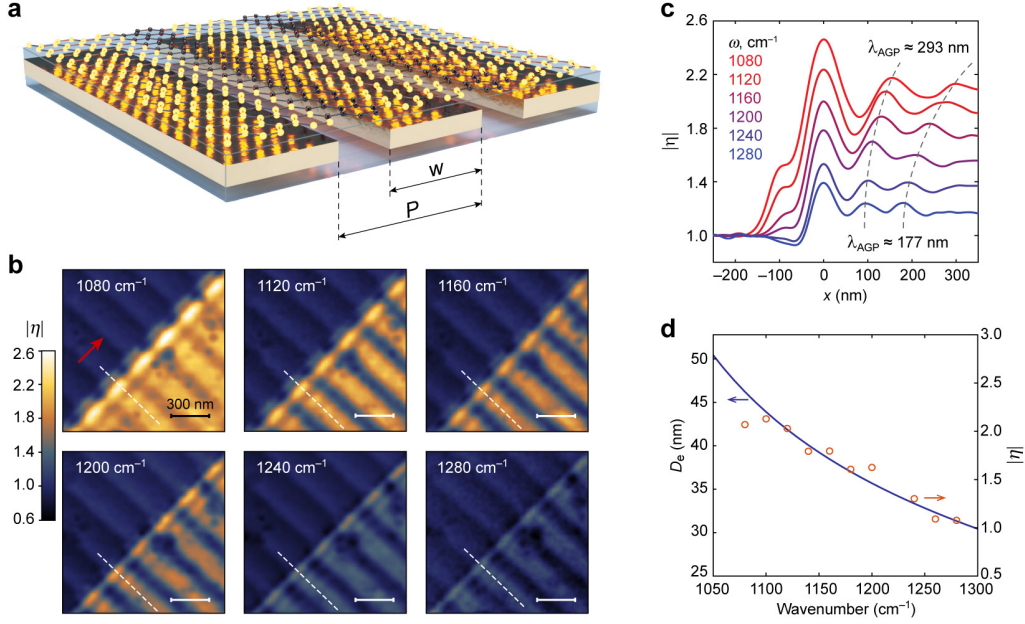 a
w
P
b
|η|
2.6
2.2
1.8
1.4
1.0
0.6
1080 cm⁻¹
300 nm
1120 cm⁻¹
1160 cm⁻¹
1200 cm⁻¹
1240 cm⁻¹
1280 cm⁻¹
c
2.6
2.2
1.8
1.4
1.0
|η|
ω, cm⁻¹
1080
1120
1160
1200
1240
1280
λAGP ≈ 293 nm
λAGP ≈ 177 nm
−200
−100
0
100
200
300
x (nm)
d
50
45
40
35
30
25
De (nm)
3.0
2.5
2.0
1.5
1.0
0.5
|η|
1050
1100
1150
1200
1250
1300
Wavenumber (cm⁻¹)